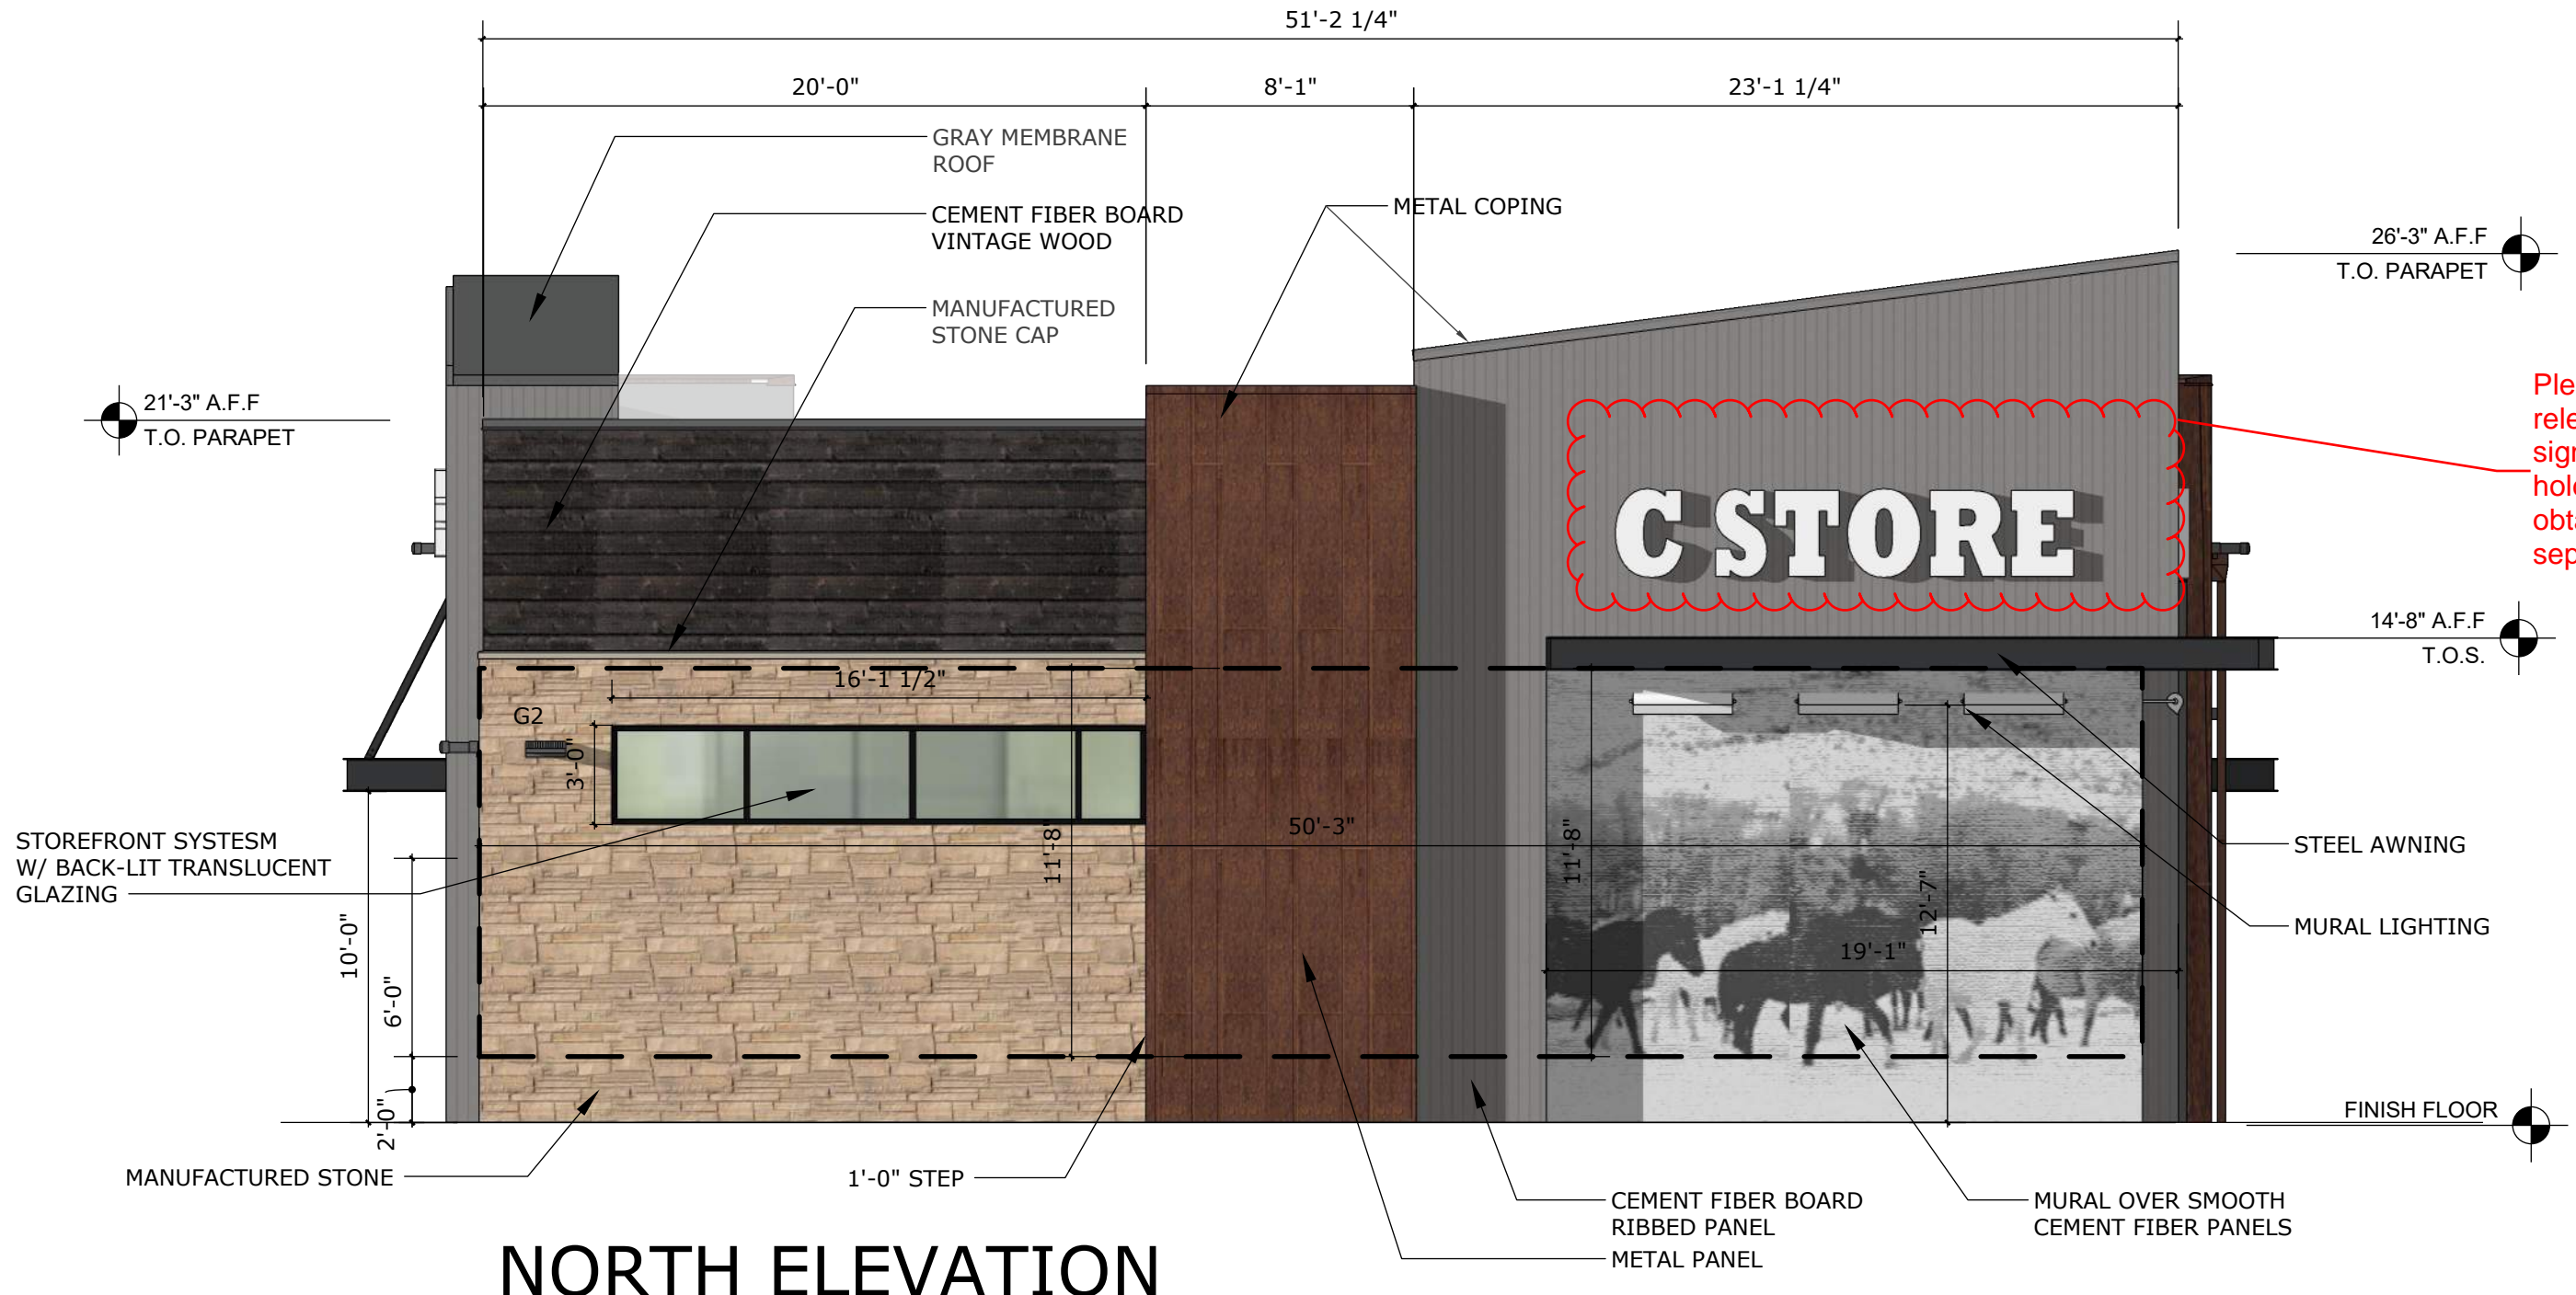 51'-2 1/4"
20'-0"
8'-1"
23'-1 1/4"
GRAY MEMBRANE
ROOF
CEMENT FIBER BOARD
VINTAGE WOOD
METAL COPING
MANUFACTURED
STONE CAP
26'-3" A.F.F
T.O. PARAPET
21'-3" A.F.F
T.O. PARAPET
C STORE
14'-8" A.F.F
T.O.S.
16'-1 1/2"
G2
3'-0"
11'-8"
50'-3"
11'-8"
12'-7"
19'-1"
STOREFRONT SYSTESM
W/ BACK-LIT TRANSLUCENT
GLAZING
STEEL AWNING
MURAL LIGHTING
10'-0"
6'-0"
2'-0"
FINISH FLOOR
MANUFACTURED STONE
1'-0" STEP
CEMENT FIBER BOARD
RIBBED PANEL
METAL PANEL
MURAL OVER SMOOTH
CEMENT FIBER PANELS
NORTH ELEVATION